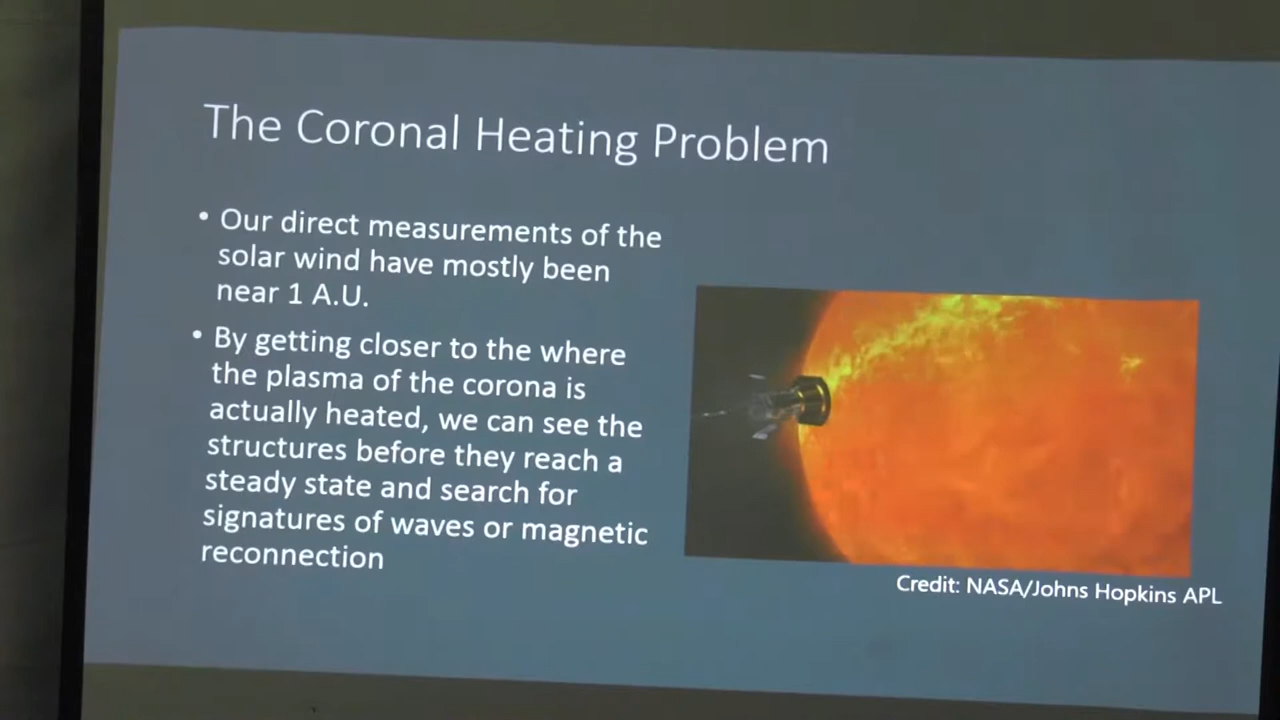 The Coronal Heating Problem
• Our direct measurements of the
solar wind have mostly been
near 1 A.U.
• By getting closer to the where
the plasma of the corona is
actually heated, we can see the
structures before they reach a
steady state and search for
signatures of waves or magnetic
reconnection
Credit: NASA/Johns Hopkins APL